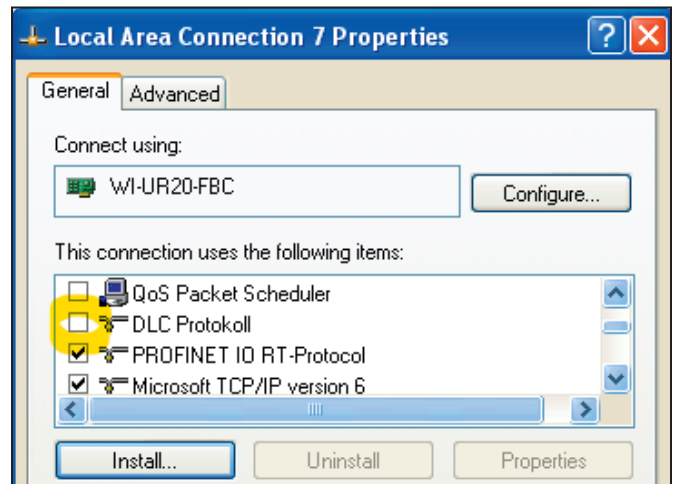 Local Area Connection 7 Properties
General Advanced
Connect using:
WI-UR20-FBC
Configure...
This connection uses the following items:
QoS Packet Scheduler
DLC Protokoll
PROFINET IO RT-Protocol
Microsoft TCP/IP version 6
Install... Uninstall Properties